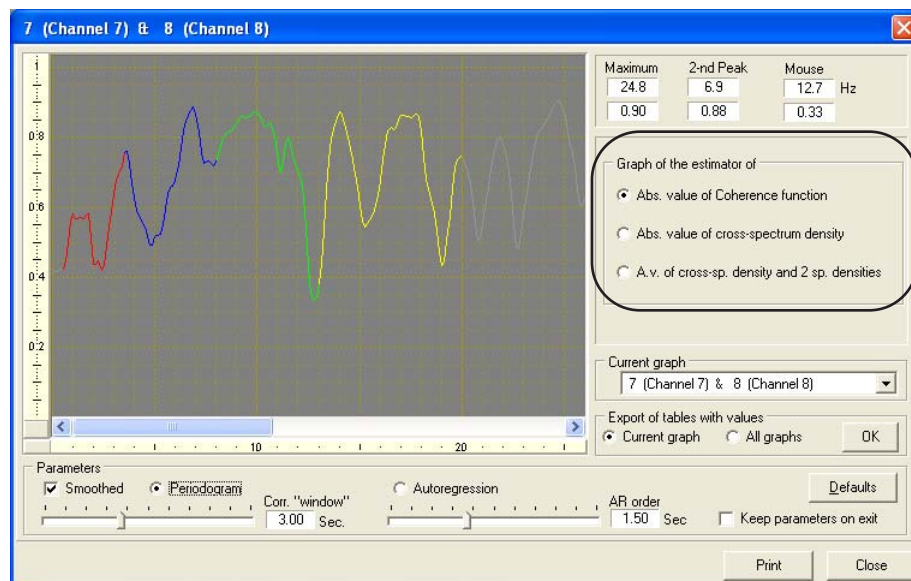 7 (Channel 7) & 8 (Channel 8)
1
0.8
0.6
0.4
0.2
10
20
Maximum 2-nd Peak Mouse
24.8 6.9 12.7 Hz
0.90 0.88 0.33
Graph of the estimator of
Abs. value of Coherence function
Abs. value of cross-spectrum density
A.v. of cross-sp. density and 2 sp. densities
Current graph
7 (Channel 7) & 8 (Channel 8)
Export of tables with values
Current graph All graphs OK
Parameters
Smoothed Periodogram Autoregression Defaults
Corr. "window" AR order
3.00 Sec. 1.50 Sec Keep parameters on exit
Print Close